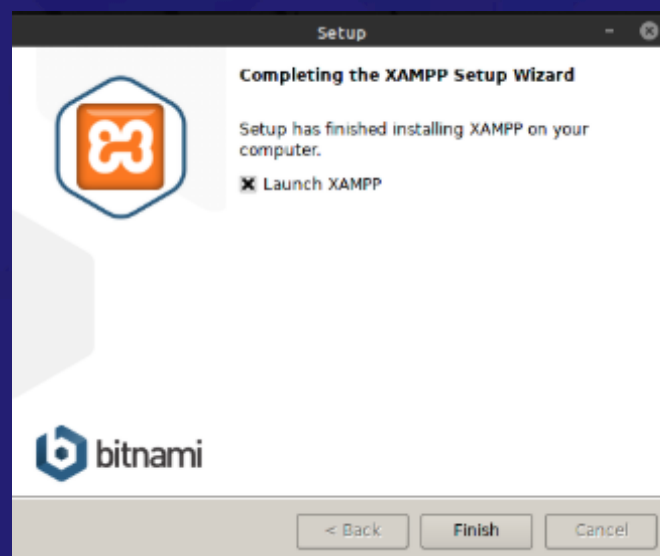 Setup
Completing the XAMPP Setup Wizard
Setup has finished installing XAMPP on your
computer.
Launch XAMPP
bitnami
< Back Finish Cancel